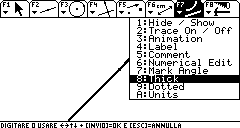 F1 F2 F3 F4 F5 F6 cm F7
1:Hide / Show
2:Trace On / Off
3:Animation
4:Label
5:Comment
6:Numerical Edit
7:Mark Angle
8:Thick
9:Dotted
A:Units
DIGITARE O USARE ←→↑↓ + [INVIO]=OK E [ESC]=ANNULLA